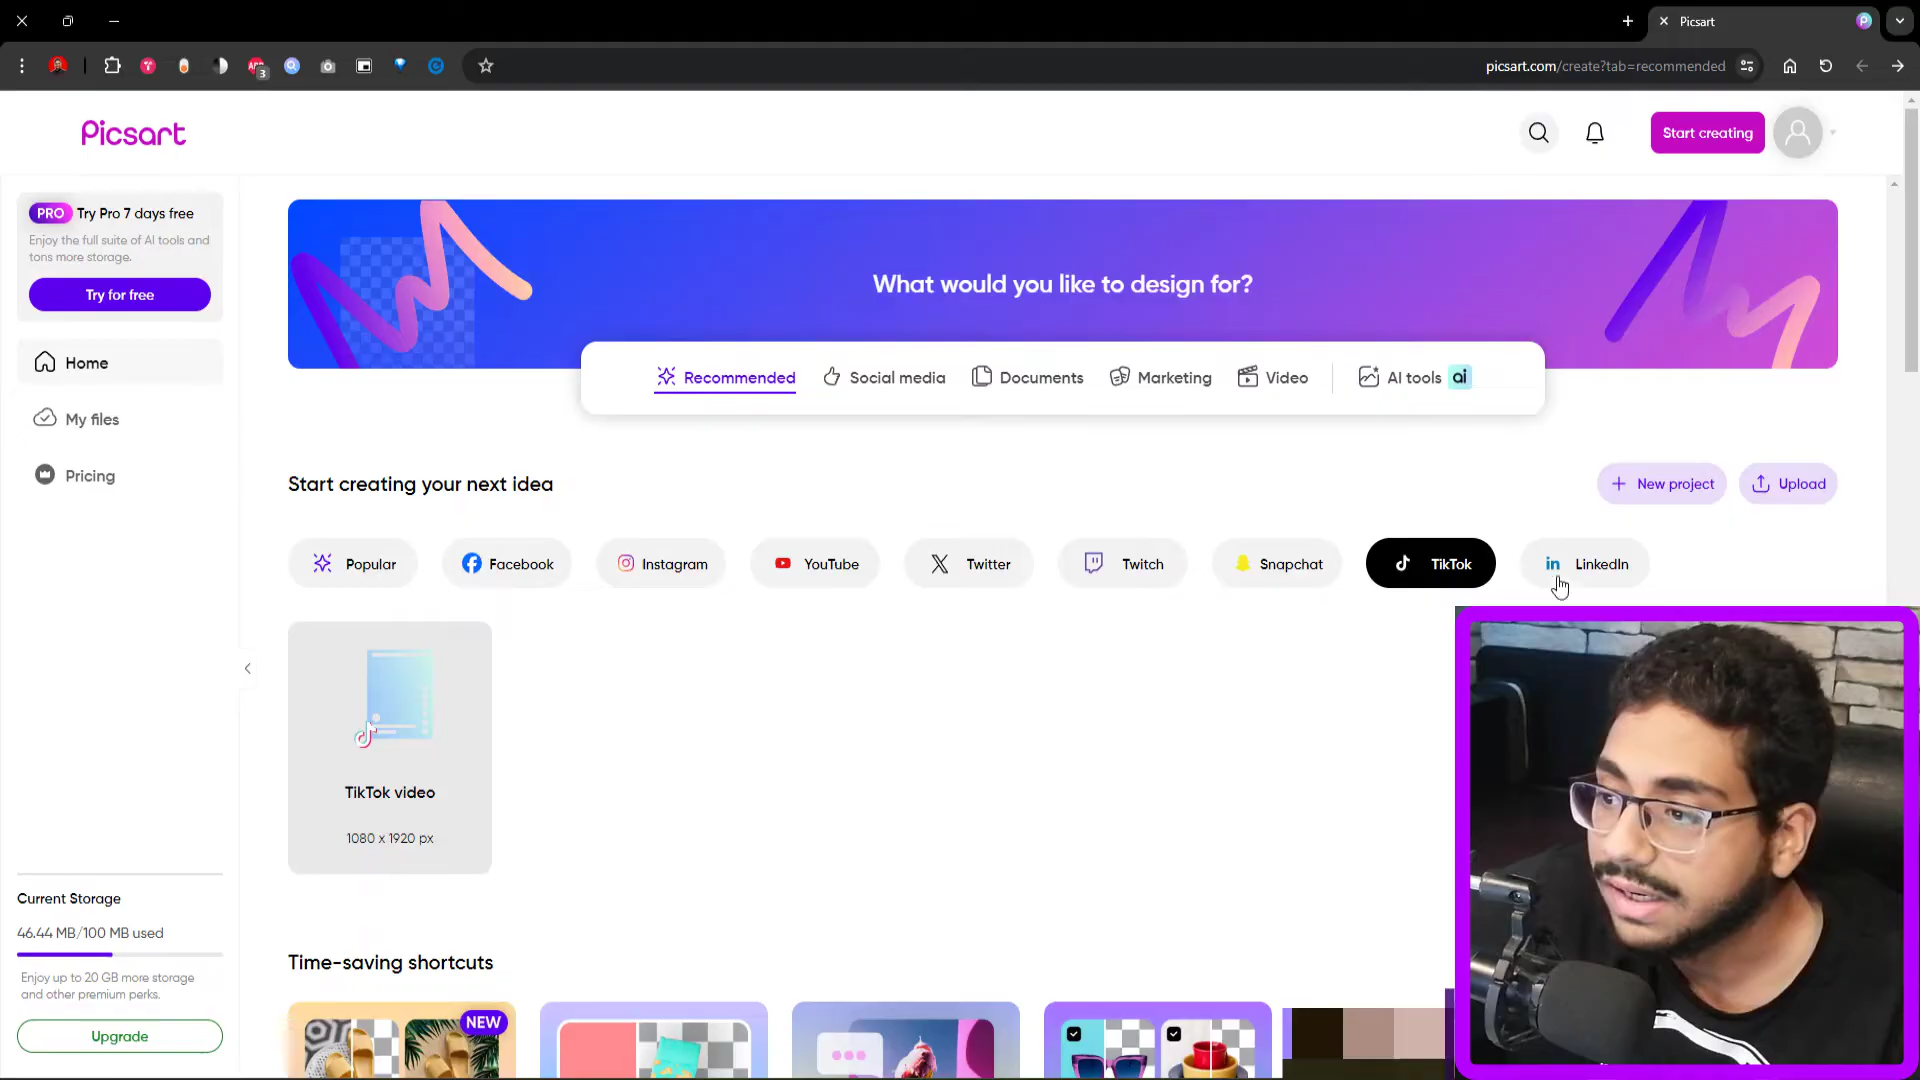 Picsart
picsart.com/create?tab=recommended
3
Picsart
Start creating
PRO Try Pro 7 days free
Enjoy the full suite of AI tools and
tons more storage.
Try for free
Home
My files
Pricing
What would you like to design for?
Recommended
Social media
Documents
Marketing
Video
AI tools ai
Start creating your next idea
New project
Upload
Popular
Facebook
Instagram
YouTube
Twitter
Twitch
Snapchat
TikTok
in LinkedIn
TikTok video
1080 x 1920 px
Current Storage
46.44 MB/100 MB used
Enjoy up to 20 GB more storage
and other premium perks.
Upgrade
Time-saving shortcuts
NEW